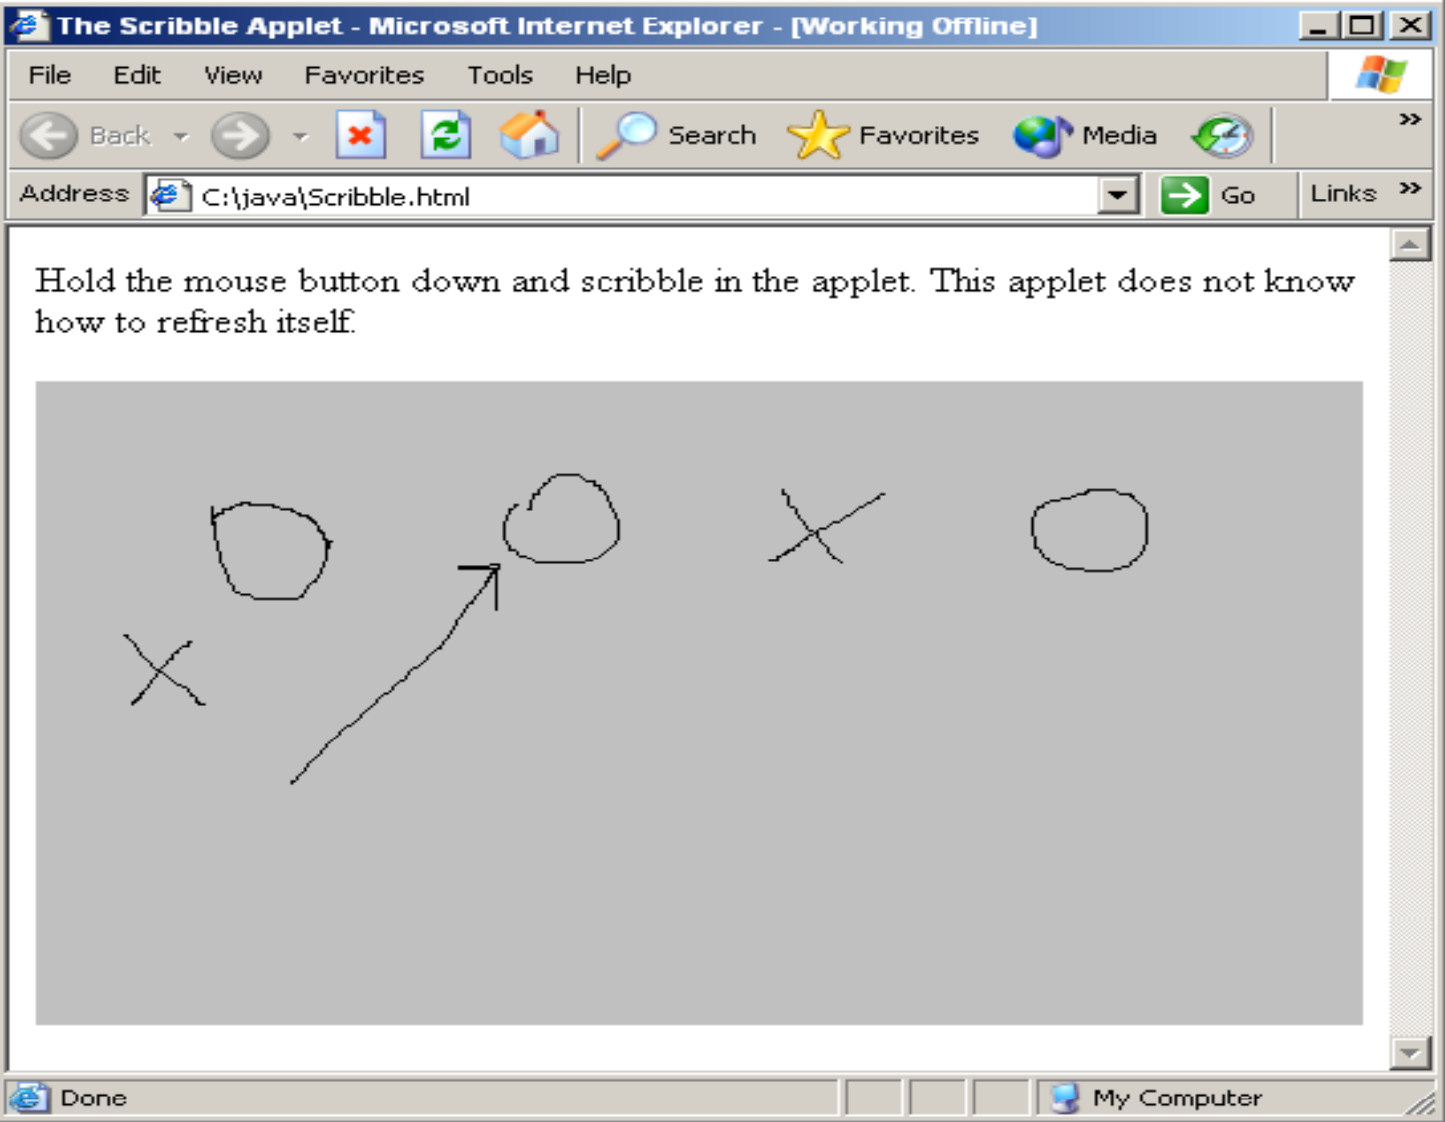 The Scribble Applet - Microsoft Internet Explorer - [Working Offline]
File Edit View Favorites Tools Help
Back Search Favorites Media »
Address C:\java\Scribble.html Go Links »
Hold the mouse button down and scribble in the applet. This applet does not know
how to refresh itself.
Done My Computer